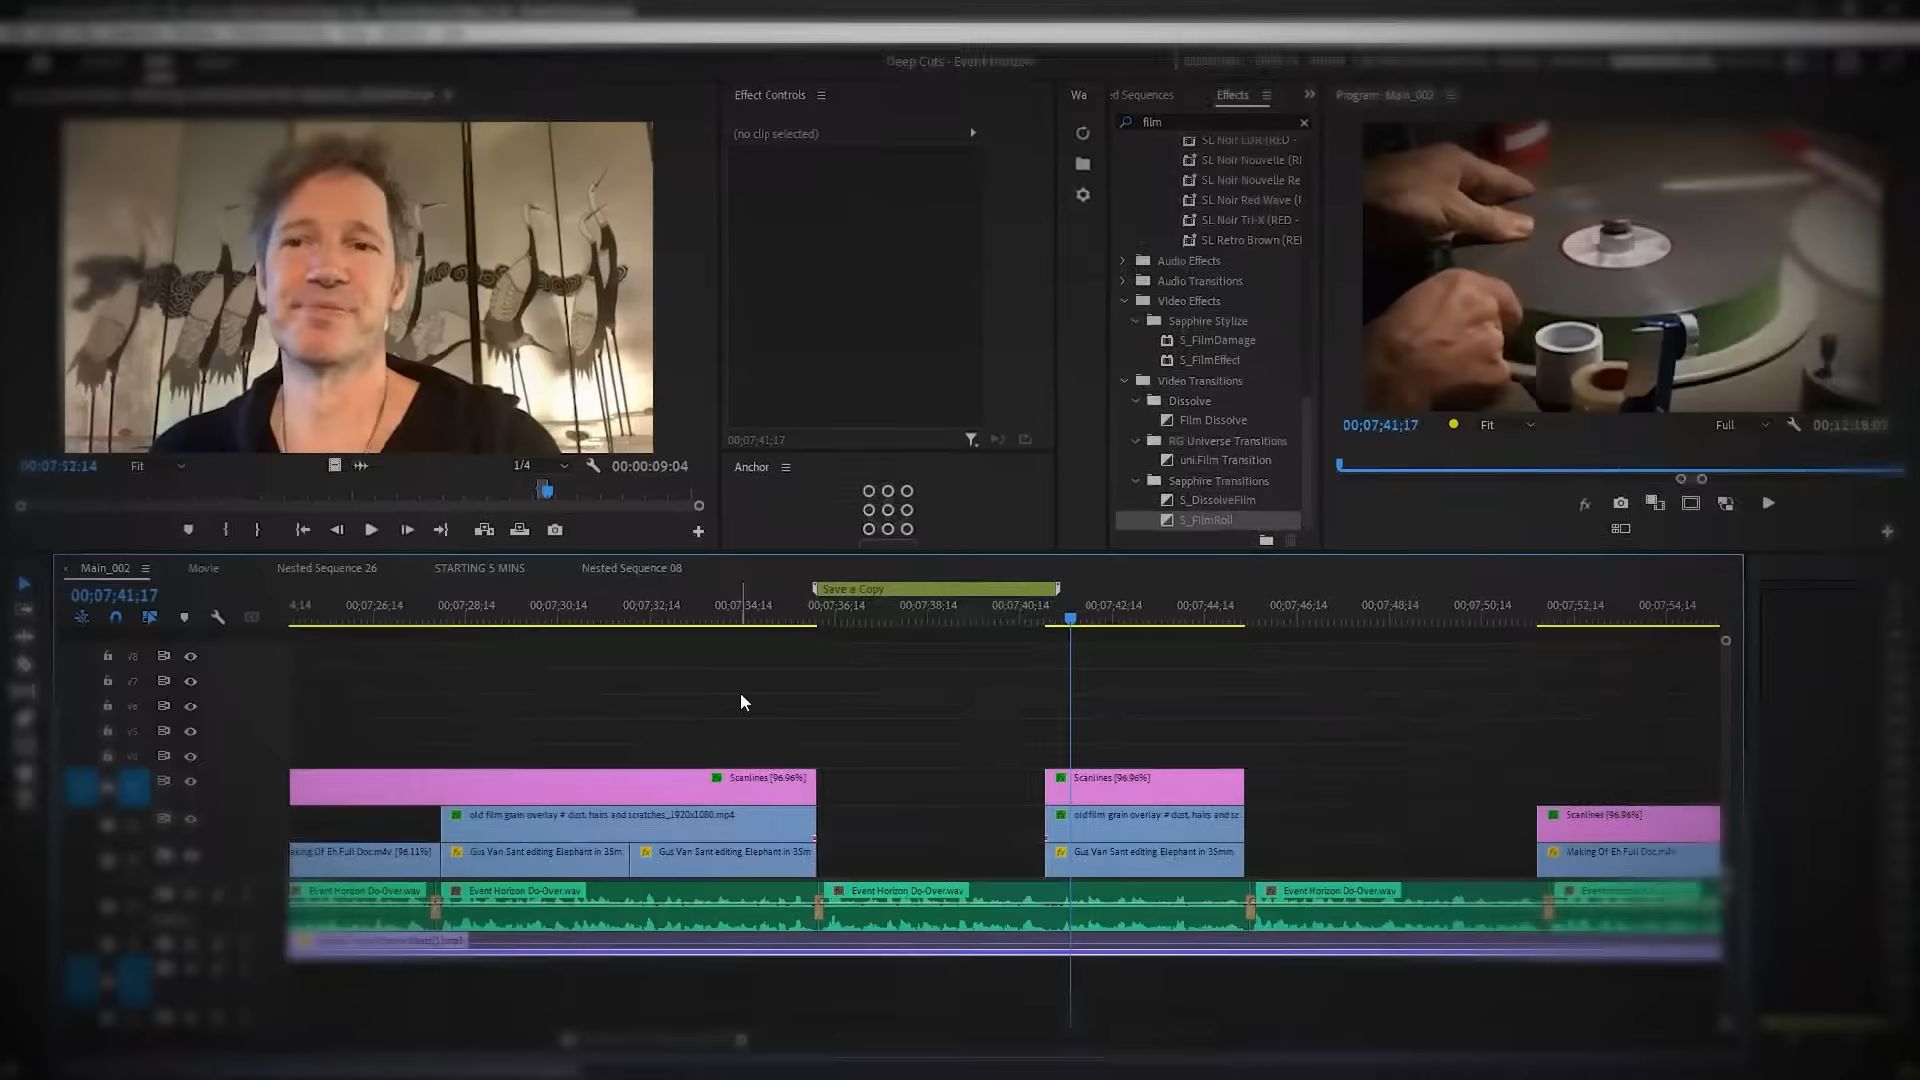 Deep Cuts - Event Horizon
Effect Controls
Wa
ed Sequences
Effects
Program: Main_002
(no clip selected)
film
SL Noir LDR (RED -
SL Noir Nouvelle (RI
SL Noir Nouvelle Re
SL Noir Red Wave (F
SL Noir Tri-X (RED -
SL Retro Brown (REI
Audio Effects
Audio Transitions
Video Effects
Sapphire Stylize
S_FilmDamage
S_FilmEffect
Video Transitions
Dissolve
Film Dissolve
RG Universe Transitions
uni.Film Transition
Sapphire Transitions
S_DissolveFilm
S_FilmRoll
00;07;41;17
Anchor
00:07:52:14
Fit
1/4
00:00:09:04
00;07;41;17
Fit
Full
00;12;18;03
Main_002
Movie
Nested Sequence 26
STARTING 5 MINS
Nested Sequence 08
00;07;41;17
Save a Copy
4;14
00;07;26;14
00;07;28;14
00;07;30;14
00;07;32;14
00;07;34;14
00;07;36;14
00;07;38;14
00;07;40;14
00;07;42;14
00;07;44;14
00;07;46;14
00;07;48;14
00;07;50;14
00;07;52;14
00;07;54;14
V8
V7
V6
V5
V4
Scanlines [96.96%]
Scanlines [96.96%]
old film grain overlay # dust, hairs and scratches_1920x1080.mp4
old film grain overlay # dust, hairs and sc
Scanlines [96.96%]
aking Of Eh Full Doc.m4v [96.11%]
Gus Van Sant editing Elephant in 35m
Gus Van Sant editing Elephant in 35m
Gus Van Sant editing Elephant in 35mm
Making Of Eh Full Doc.m4v
Event Horizon Do-Over.wav
Event Horizon Do-Over.wav
Event Horizon Do-Over.wav
Event Horizon Do-Over.wav